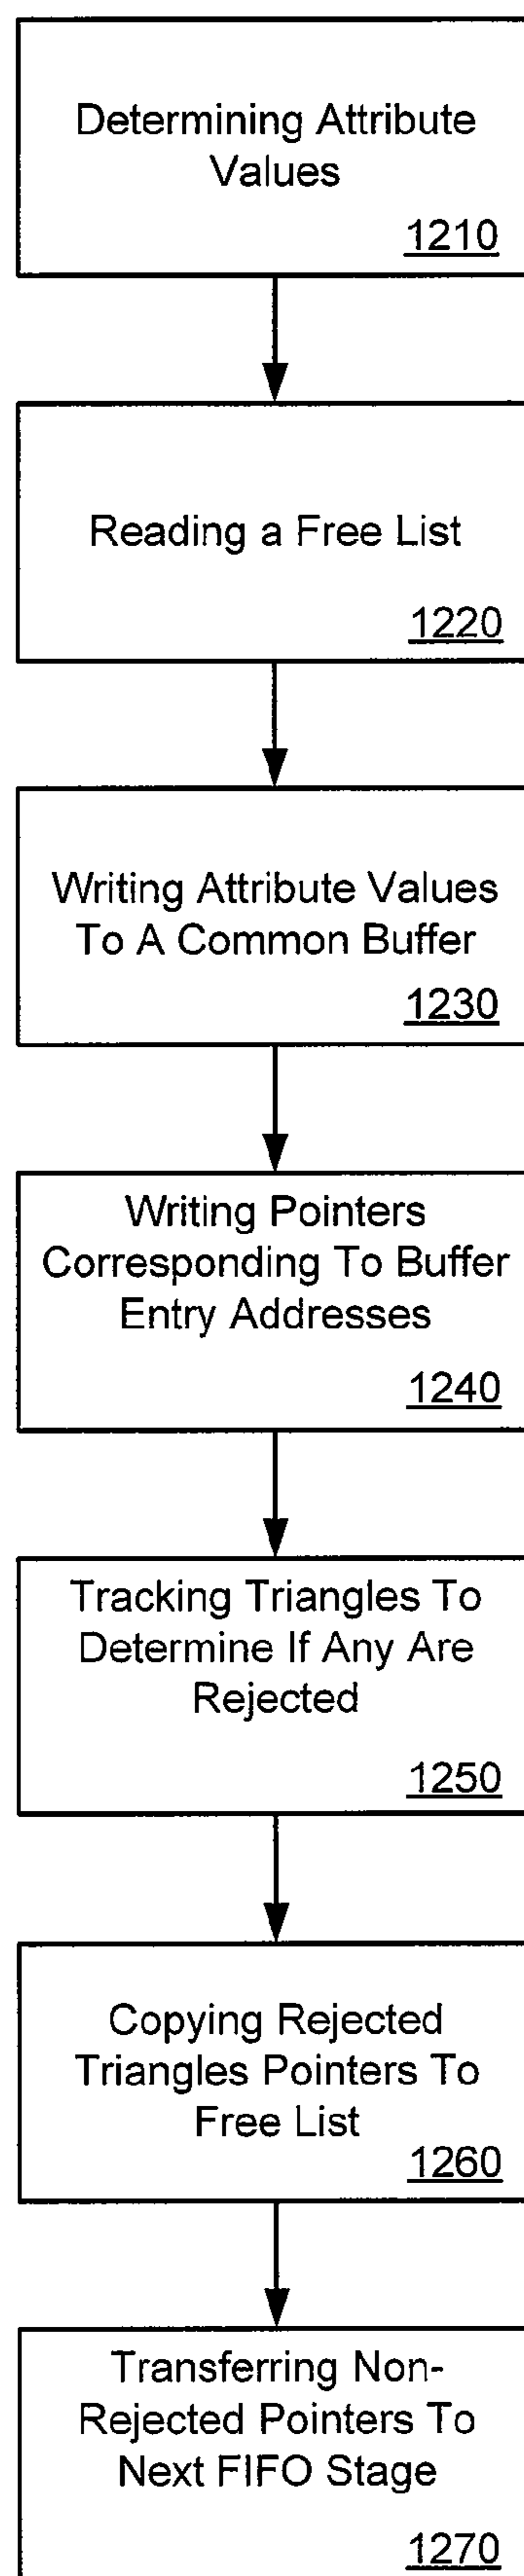 Determining Attribute
Values
1210
Reading a Free List
1220
Writing Attribute Values
To A Common Buffer
1230
Writing Pointers
Corresponding To Buffer
Entry Addresses
1240
Tracking Triangles To
Determine If Any Are
Rejected
1250
Copying Rejected
Triangles Pointers To
Free List
1260
Transferring Non-
Rejected Pointers To
Next FIFO Stage
1270